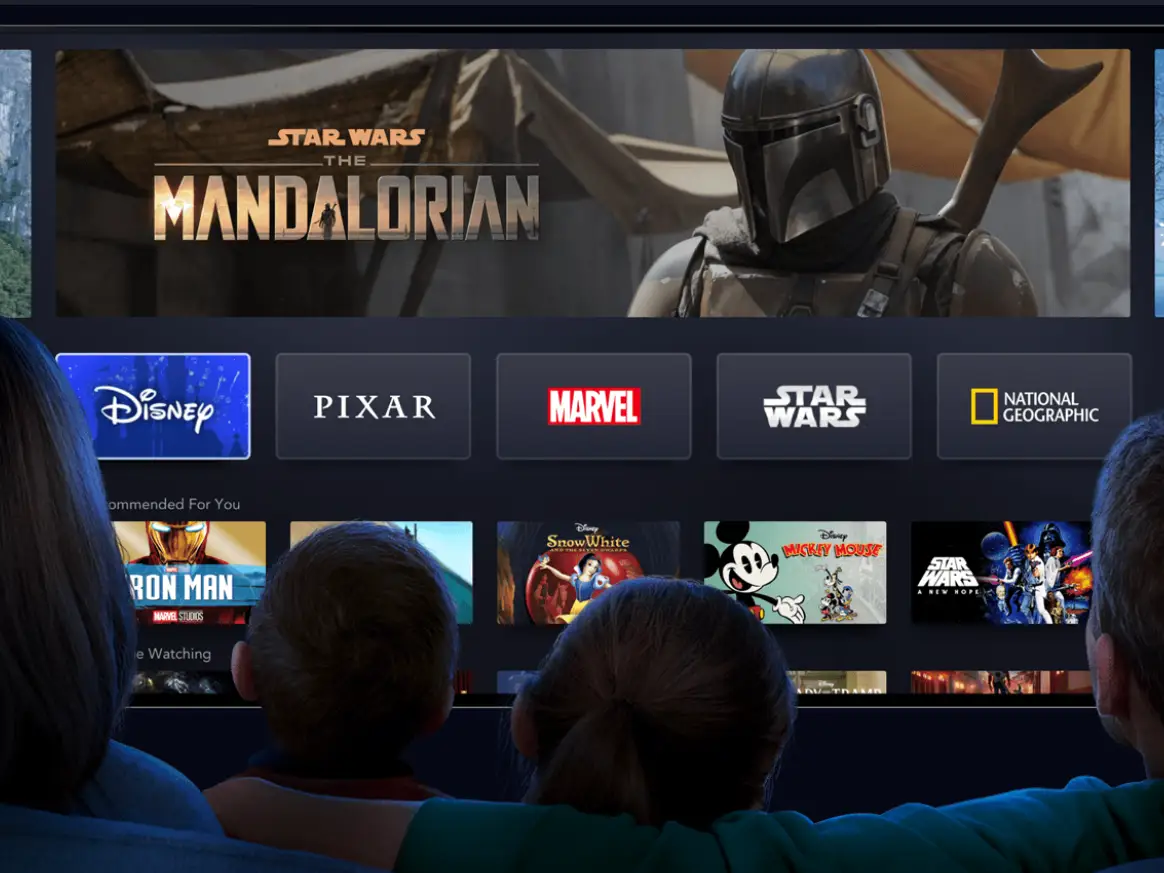 STAR WARS
THE
MANDALORIAN
Disney
PIXAR
MARVEL
STAR WARS
NATIONAL GEOGRAPHIC
ommended For You
RON MAN
MARVEL STUDIOS
Disney
SNOW WHITE
AND THE SEVEN DWARFS
Disney
MICKEY MOUSE
STAR WARS
A NEW HOPE
e Watching